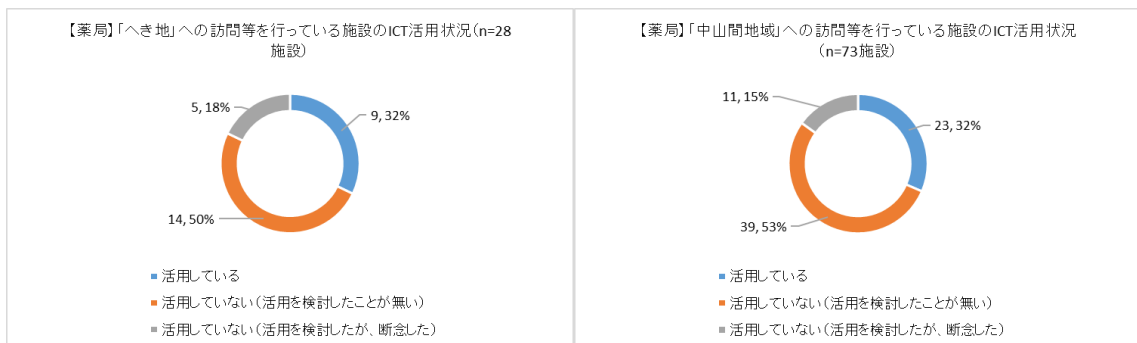 【薬局】「へき地」への訪問等を行っている施設のICT活用状況(n=28
施設)
5, 18%
9, 32%
14, 50%
活用している
活用していない(活用を検討したことが無い)
活用していない(活用を検討したが、断念した)
【薬局】「中山間地域」への訪問等を行っている施設のICT活用状況
(n=73施設)
11, 15%
23, 32%
39, 53%
活用している
活用していない(活用を検討したことが無い)
活用していない(活用を検討したが、断念した)